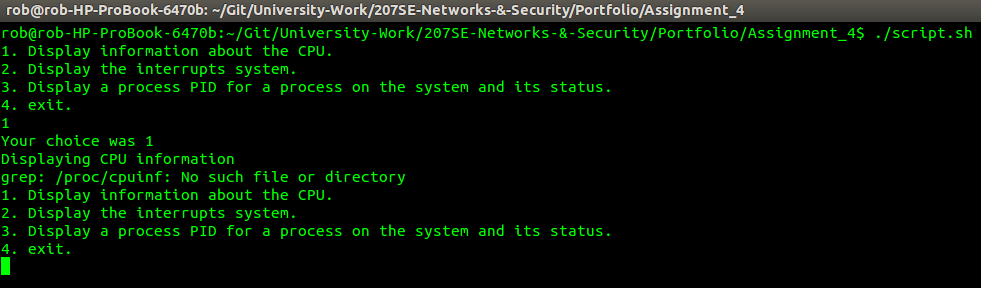 rob@rob-HP-ProBook-6470b: ~/Git/University-Work/207SE-Networks-&-Security/Portfolio/Assignment_4
rob@rob-HP-ProBook-6470b:~/Git/University-Work/207SE-Networks-&-Security/Portfolio/Assignment_4$ ./script.sh
1. Display information about the CPU.
2. Display the interrupts system.
3. Display a process PID for a process on the system and its status.
4. exit.
1
Your choice was 1
Displaying CPU information
grep: /proc/cpuinf: No such file or directory
1. Display information about the CPU.
2. Display the interrupts system.
3. Display a process PID for a process on the system and its status.
4. exit.